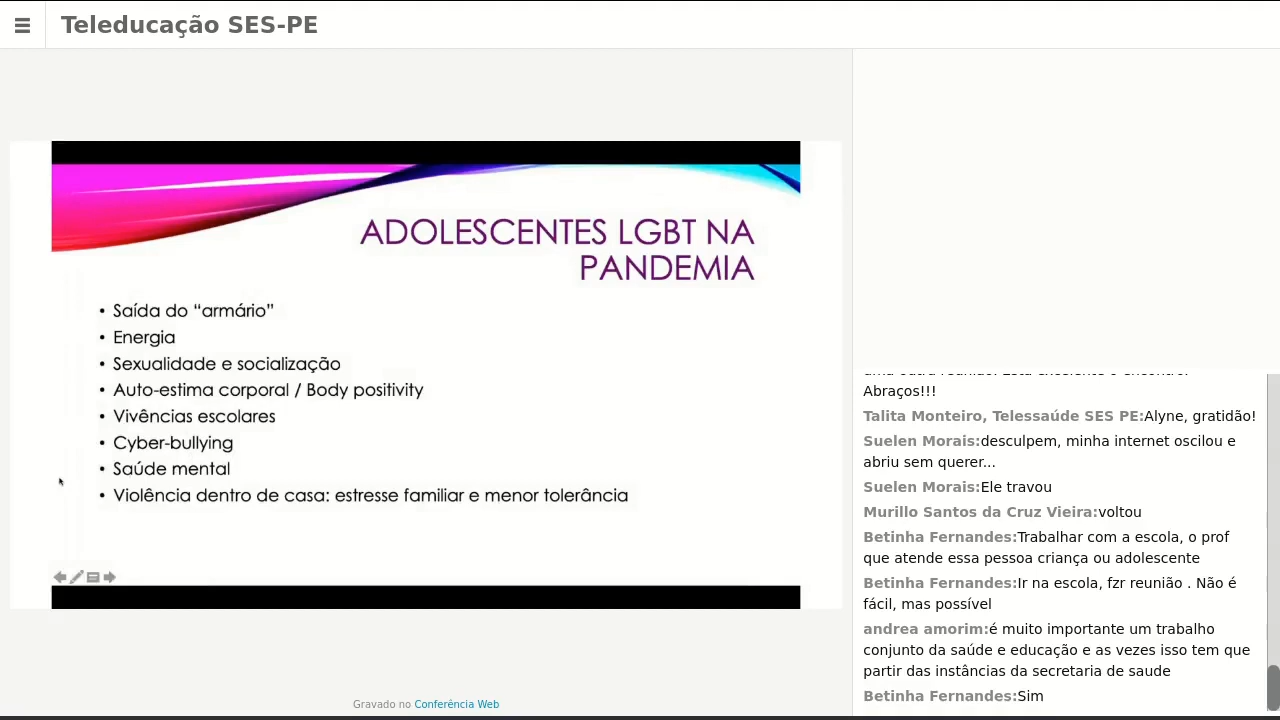 Teleducação SES-PE
ADOLESCENTES LGBT NA
PANDEMIA
• Saída do “armário”
• Energia
• Sexualidade e socialização
• Auto-estima corporal / Body positivity
• Vivências escolares
• Cyber-bullying
• Saúde mental
• Violência dentro de casa: estresse familiar e menor tolerância
Gravado no Conferência Web
Abraços!!!
Talita Monteiro, Telessaúde SES PE:Alyne, gratidão!
Suelen Morais:desculpem, minha internet oscilou e
abriu sem querer...
Suelen Morais:Ele travou
Murillo Santos da Cruz Vieira:voltou
Betinha Fernandes:Trabalhar com a escola, o prof
que atende essa pessoa criança ou adolescente
Betinha Fernandes:Ir na escola, fzr reunião . Não é
fácil, mas possível
andrea amorim:é muito importante um trabalho
conjunto da saúde e educação e as vezes isso tem que
partir das instâncias da secretaria de saude
Betinha Fernandes:Sim